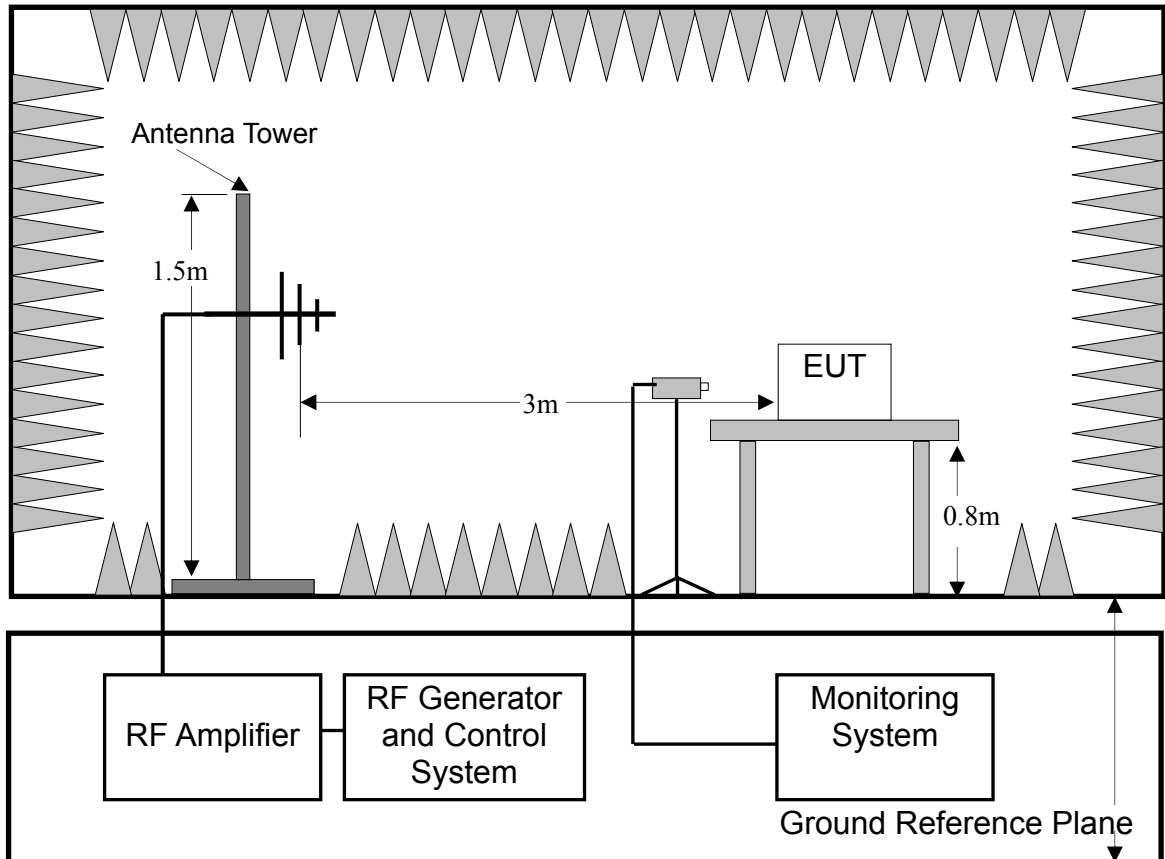 Antenna Tower
1.5m
EUT
3m
0.8m
RF Amplifier
RF Generator
and Control
System
Monitoring
System
Ground Reference Plane